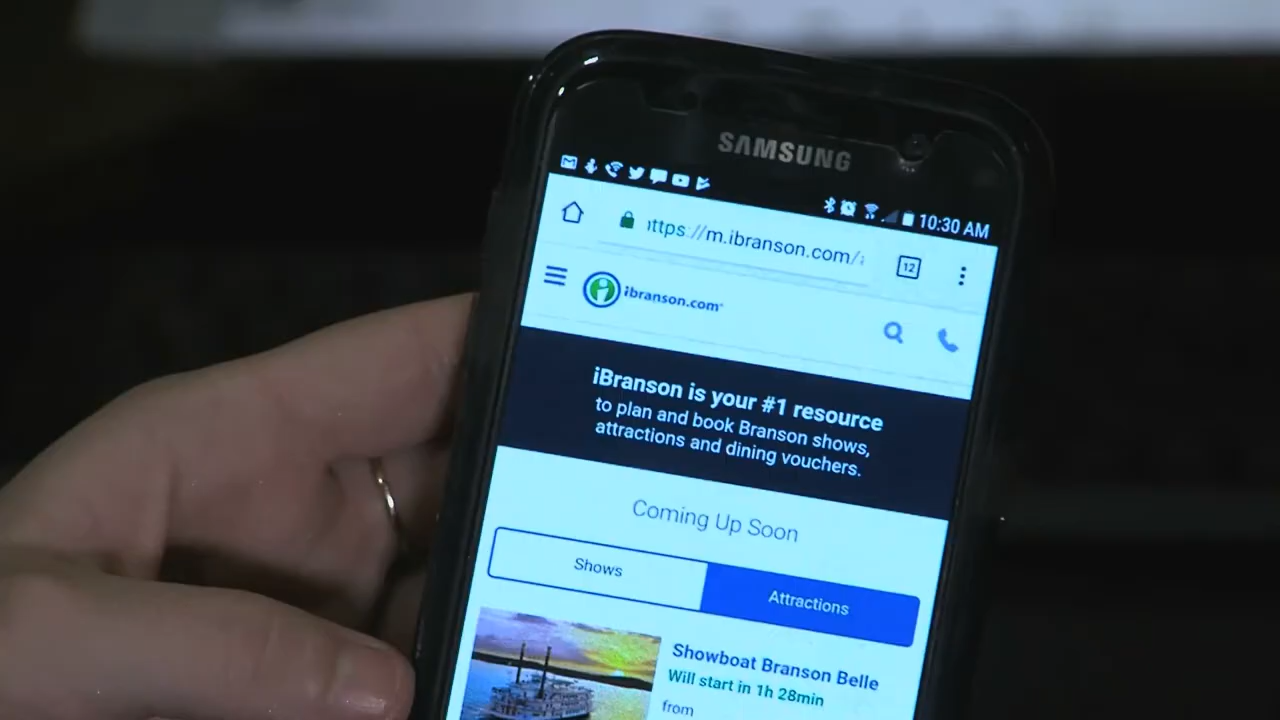 SAMSUNG
10:30 AM
ttps://m.ibranson.com/
12
ibranson.com
iBranson is your #1 resource
to plan and book Branson shows,
attractions and dining vouchers.
Coming Up Soon
Shows
Attractions
Showboat Branson Belle
Will start in 1h 28min
from